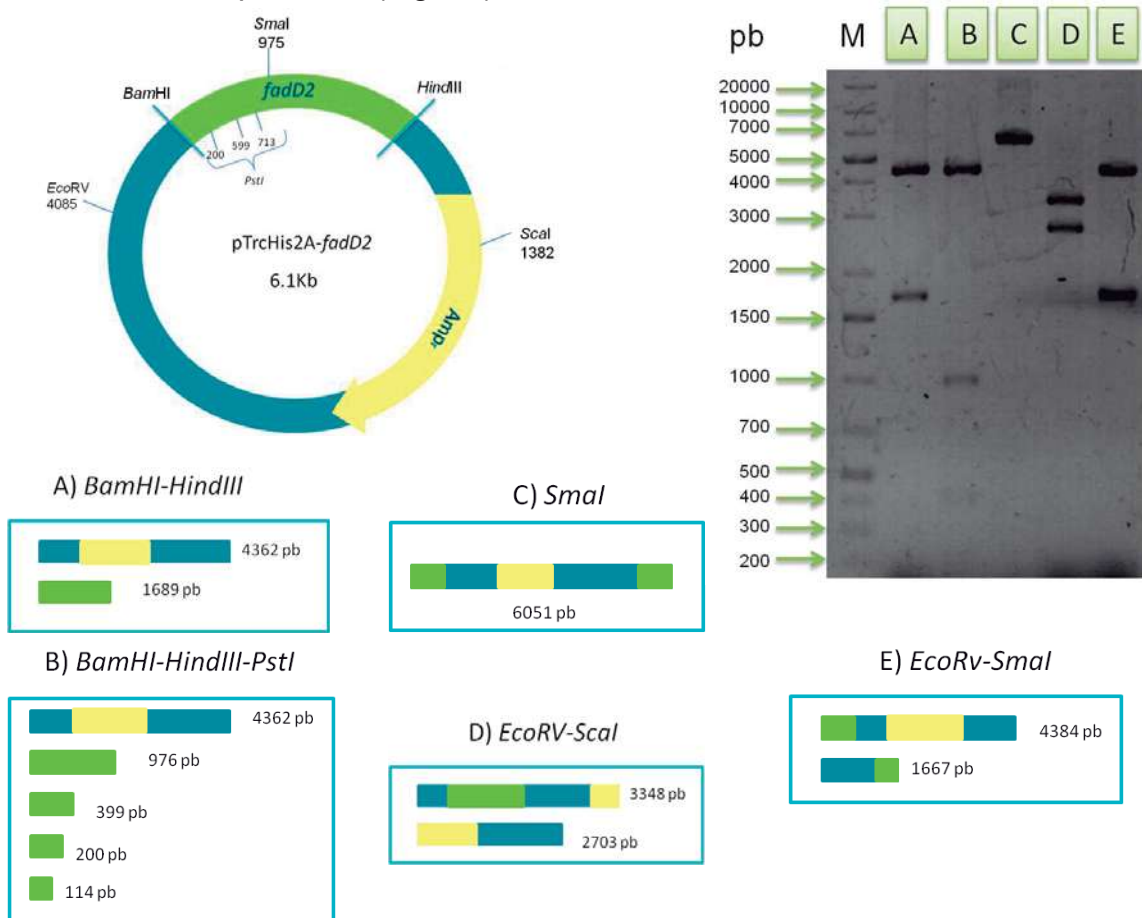 SmaI
975
BamHI
fadD2
HindIII
200
599
713
PstI
EcoRV
4085
pTrcHis2A-fadD2
6.1Kb
ScaI
1382
Ampr
pb M A B C D E
20000
10000
7000
5000
4000
3000
2000
1500
1000
700
500
400
300
200
A) BamHI-HindIII
4362 pb
1689 pb
B) BamHI-HindIII-PstI
4362 pb
976 pb
399 pb
200 pb
114 pb
C) SmaI
6051 pb
D) EcoRV-ScaI
3348 pb
2703 pb
E) EcoRv-SmaI
4384 pb
1667 pb